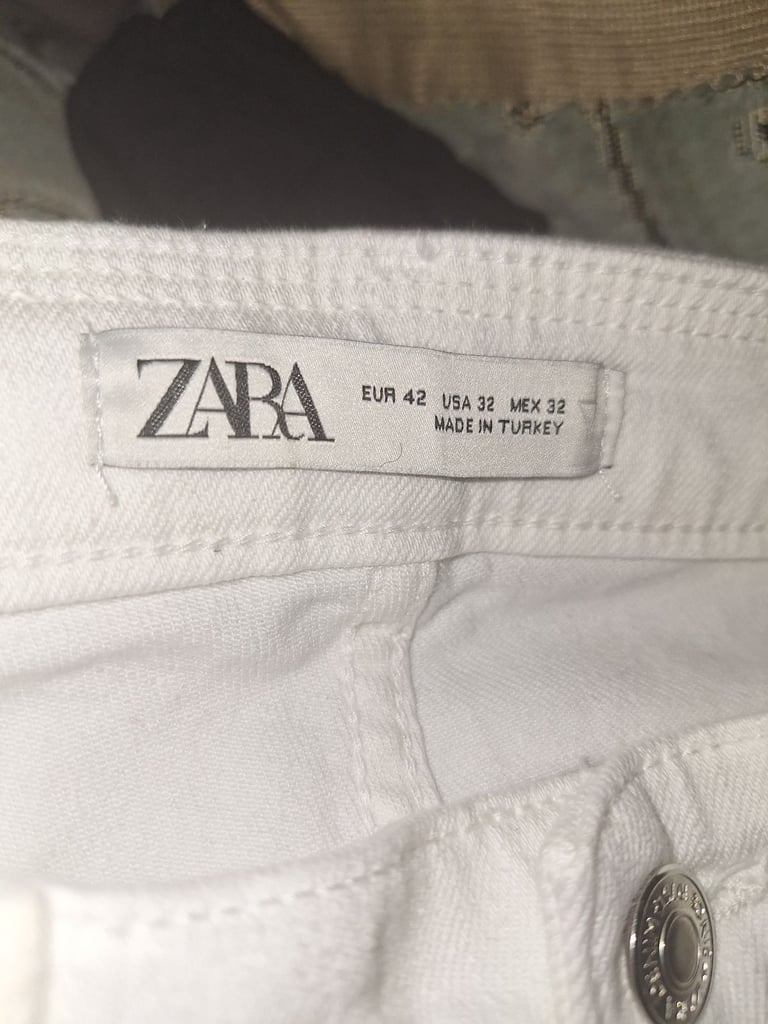 ZARA
EUR 42 USA 32 MEX 32
MADE IN TURKEY